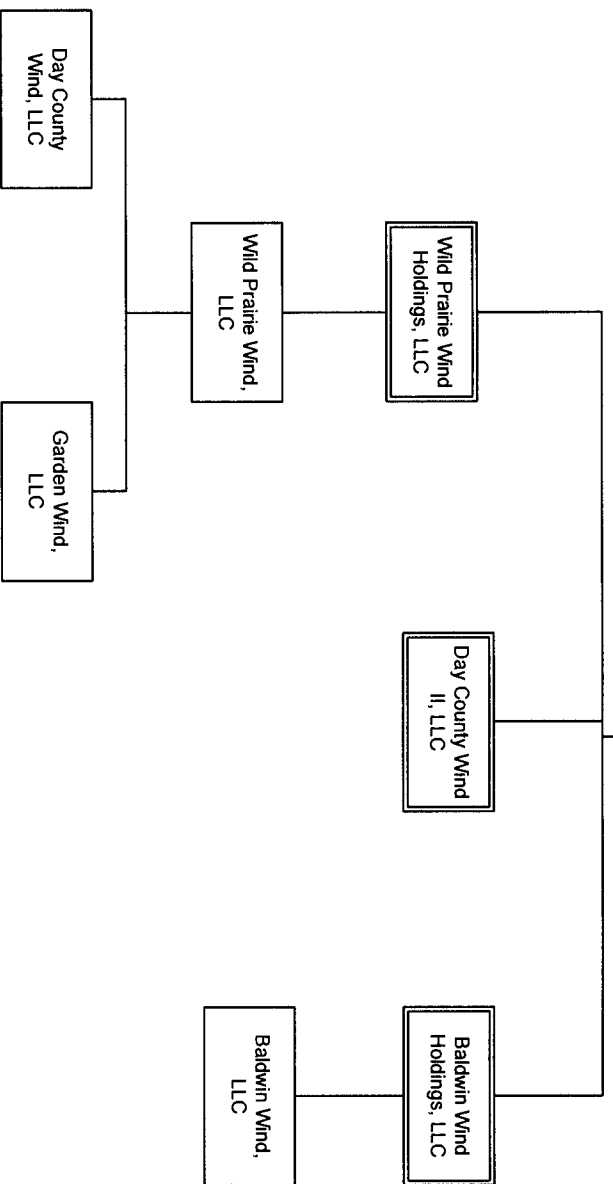 Wild Prairie Wind
Holdings, LLC
Day County Wind
II, LLC
Baldwin Wind
Holdings, LLC
Wild Prairie Wind,
LLC
Baldwin Wind,
LLC
Day County
Wind, LLC
Garden Wind,
LLC